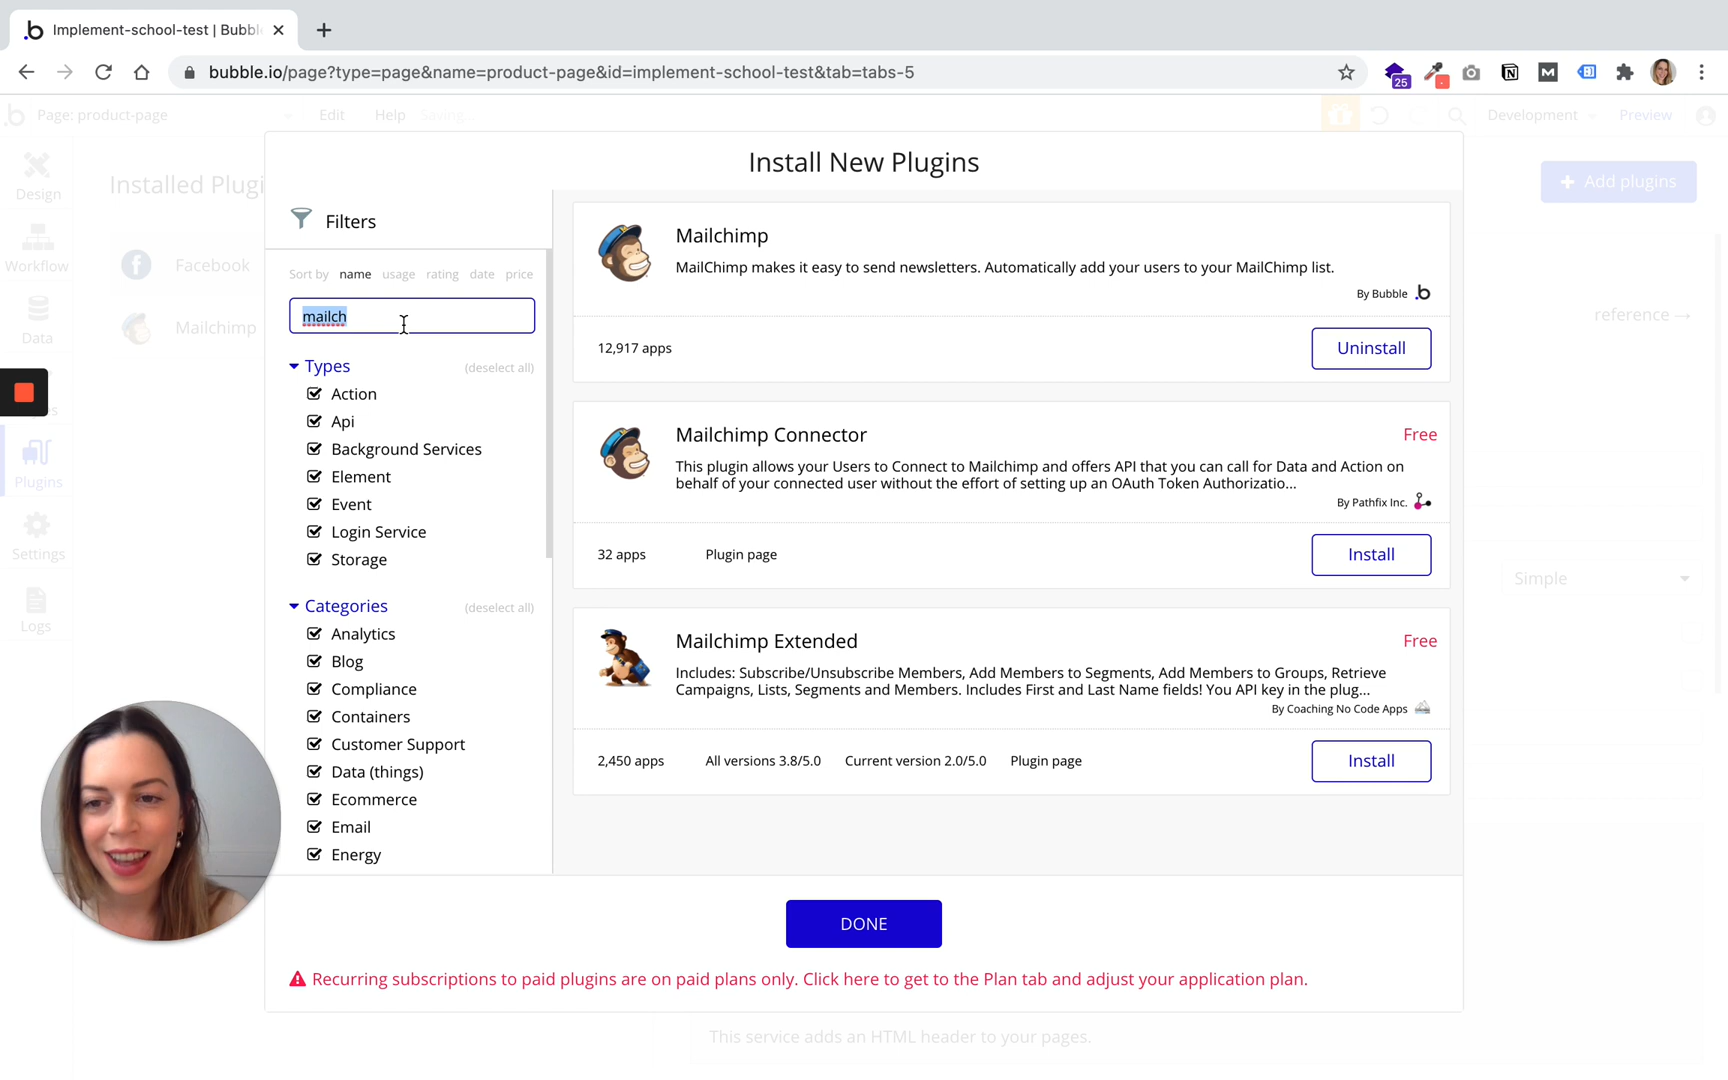 Implement-school-test | Bubbl
bubble.io/page?type=page&name=product-page&id=implement-school-test&tab=tabs-5
25
Page: product-page
Edit
Help
Saving...
Development
Preview
Install New Plugins
Design
Workflow
Data
Plugins
Settings
Logs
Installed Plugi
Facebook
Mailchimp
Add plugins
reference →
Simple
Filters
Sort by name usage rating date price
mailch
Types (deselect all)
Action
Api
Background Services
Element
Event
Login Service
Storage
Categories (deselect all)
Analytics
Blog
Compliance
Containers
Customer Support
Data (things)
Ecommerce
Email
Energy
Mailchimp
MailChimp makes it easy to send newsletters. Automatically add your users to your MailChimp list.
By Bubble
12,917 apps
Uninstall
Mailchimp Connector
Free
This plugin allows your Users to Connect to Mailchimp and offers API that you can call for Data and Action on
behalf of your connected user without the effort of setting up an OAuth Token Authorizatio...
By Pathfix Inc.
32 apps Plugin page
Install
Mailchimp Extended
Free
Includes: Subscribe/Unsubscribe Members, Add Members to Segments, Add Members to Groups, Retrieve
Campaigns, Lists, Segments and Members. Includes First and Last Name fields! You API key in the plug...
By Coaching No Code Apps
2,450 apps All versions 3.8/5.0 Current version 2.0/5.0 Plugin page
Install
DONE
Recurring subscriptions to paid plugins are on paid plans only. Click here to get to the Plan tab and adjust your application plan.
This service adds an HTML header to your pages.